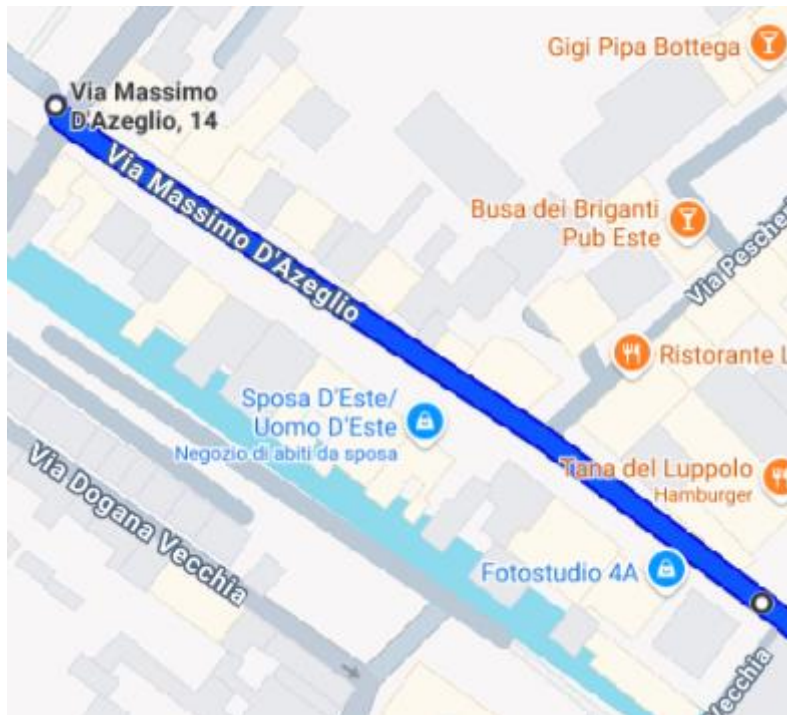 Gigi Pipa Bottega
Via Massimo
D'Azeglio, 14
Via Massimo D'Azeglio
Busa dei Briganti
Pub Este
Via Pescheri
Ristorante L
Sposa D'Este/
Uomo D'Este
Negozio di abiti da sposa
Tana del Luppolo
Hamburger
Via Dogana Vecchia
Fotostudio 4A
Vecchia